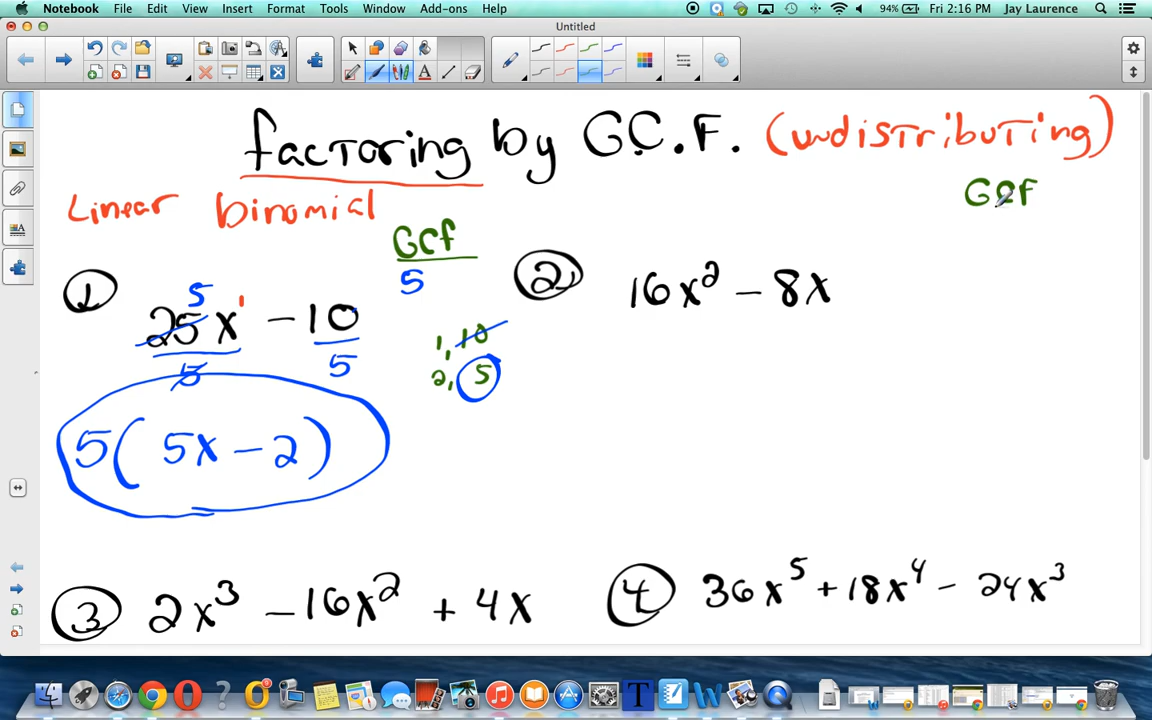 Notebook File Edit View Insert Format Tools Window Add-ons Help 94% Fri 2:16 PM Jay Laurence
Untitled
factoring by G.C.F. (undistributing)
Linear binomial
GCF
GCf
5
① 25x¹ - 10
5
5 5
1, 10
2, 5
5( 5x - 2 )
② 16x² - 8x
③ 2x³ - 16x² + 4x
④ 36x⁵ + 18x⁴ - 24x³